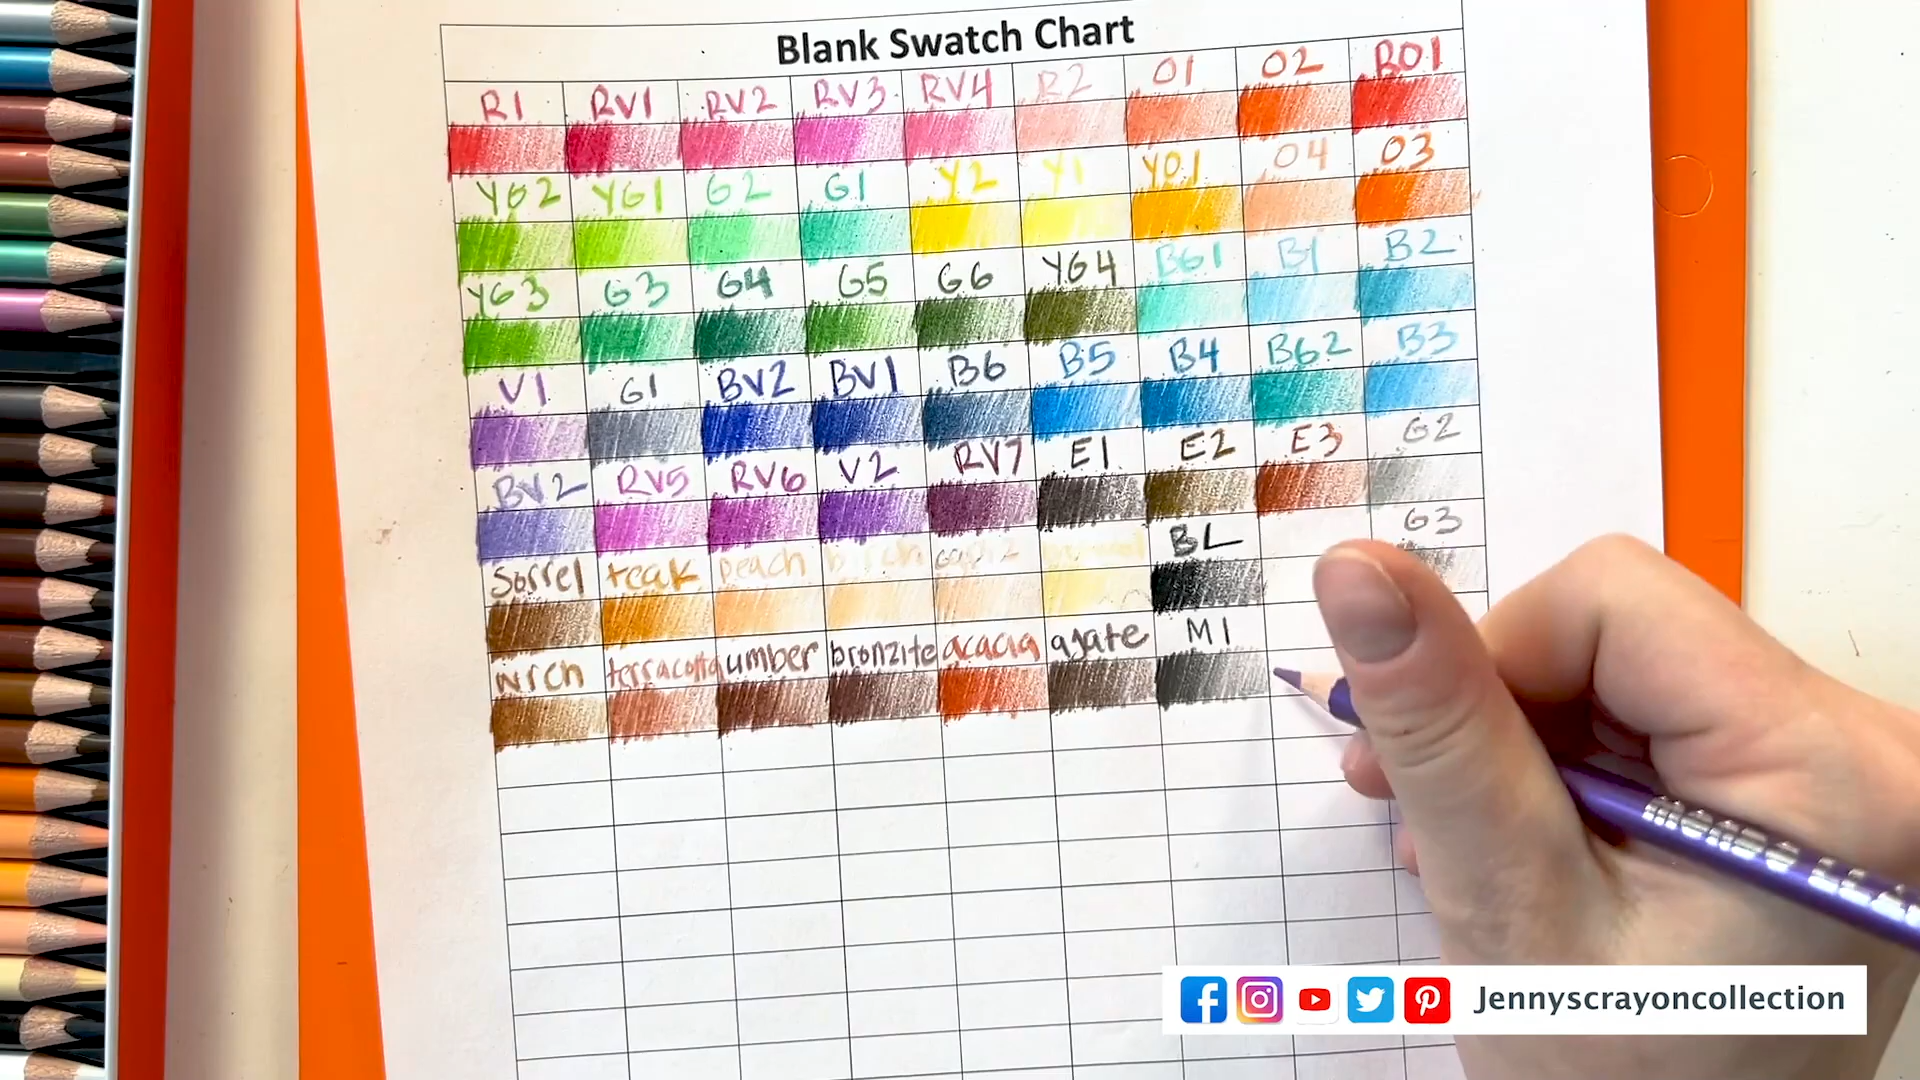 Blank Swatch Chart
R1 RV1 RV2 RV3 RV4 R2 O1 O2 RO1
YG2 YG1 G2 G1 Y2 Y1 YO1 O4 O3
YG3 G3 G4 G5 G6 YG4 BG1 B1 B2
V1 G1 BV2 BV1 B6 B5 B4 BG2 B3
BV2 RV5 RV6 V2 RV7 E1 E2 E3 G2
Sorrel teak peach birch BL G3
terracotta umber bronzite acacia agate M1
Jennyscrayoncollection